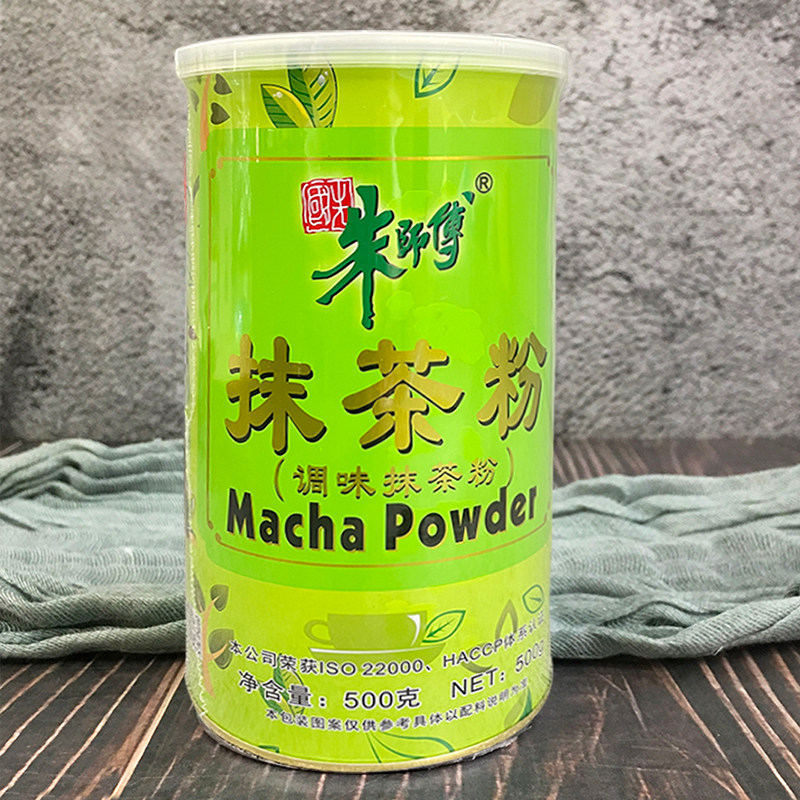 國朱
朱師傅®
抹茶粉
(调味抹茶粉)
Macha Powder
本公司荣获ISO 22000、HACCP体系认证
净含量：500克 NET：500g
本包装图案仅供参考具体以配料说明为准